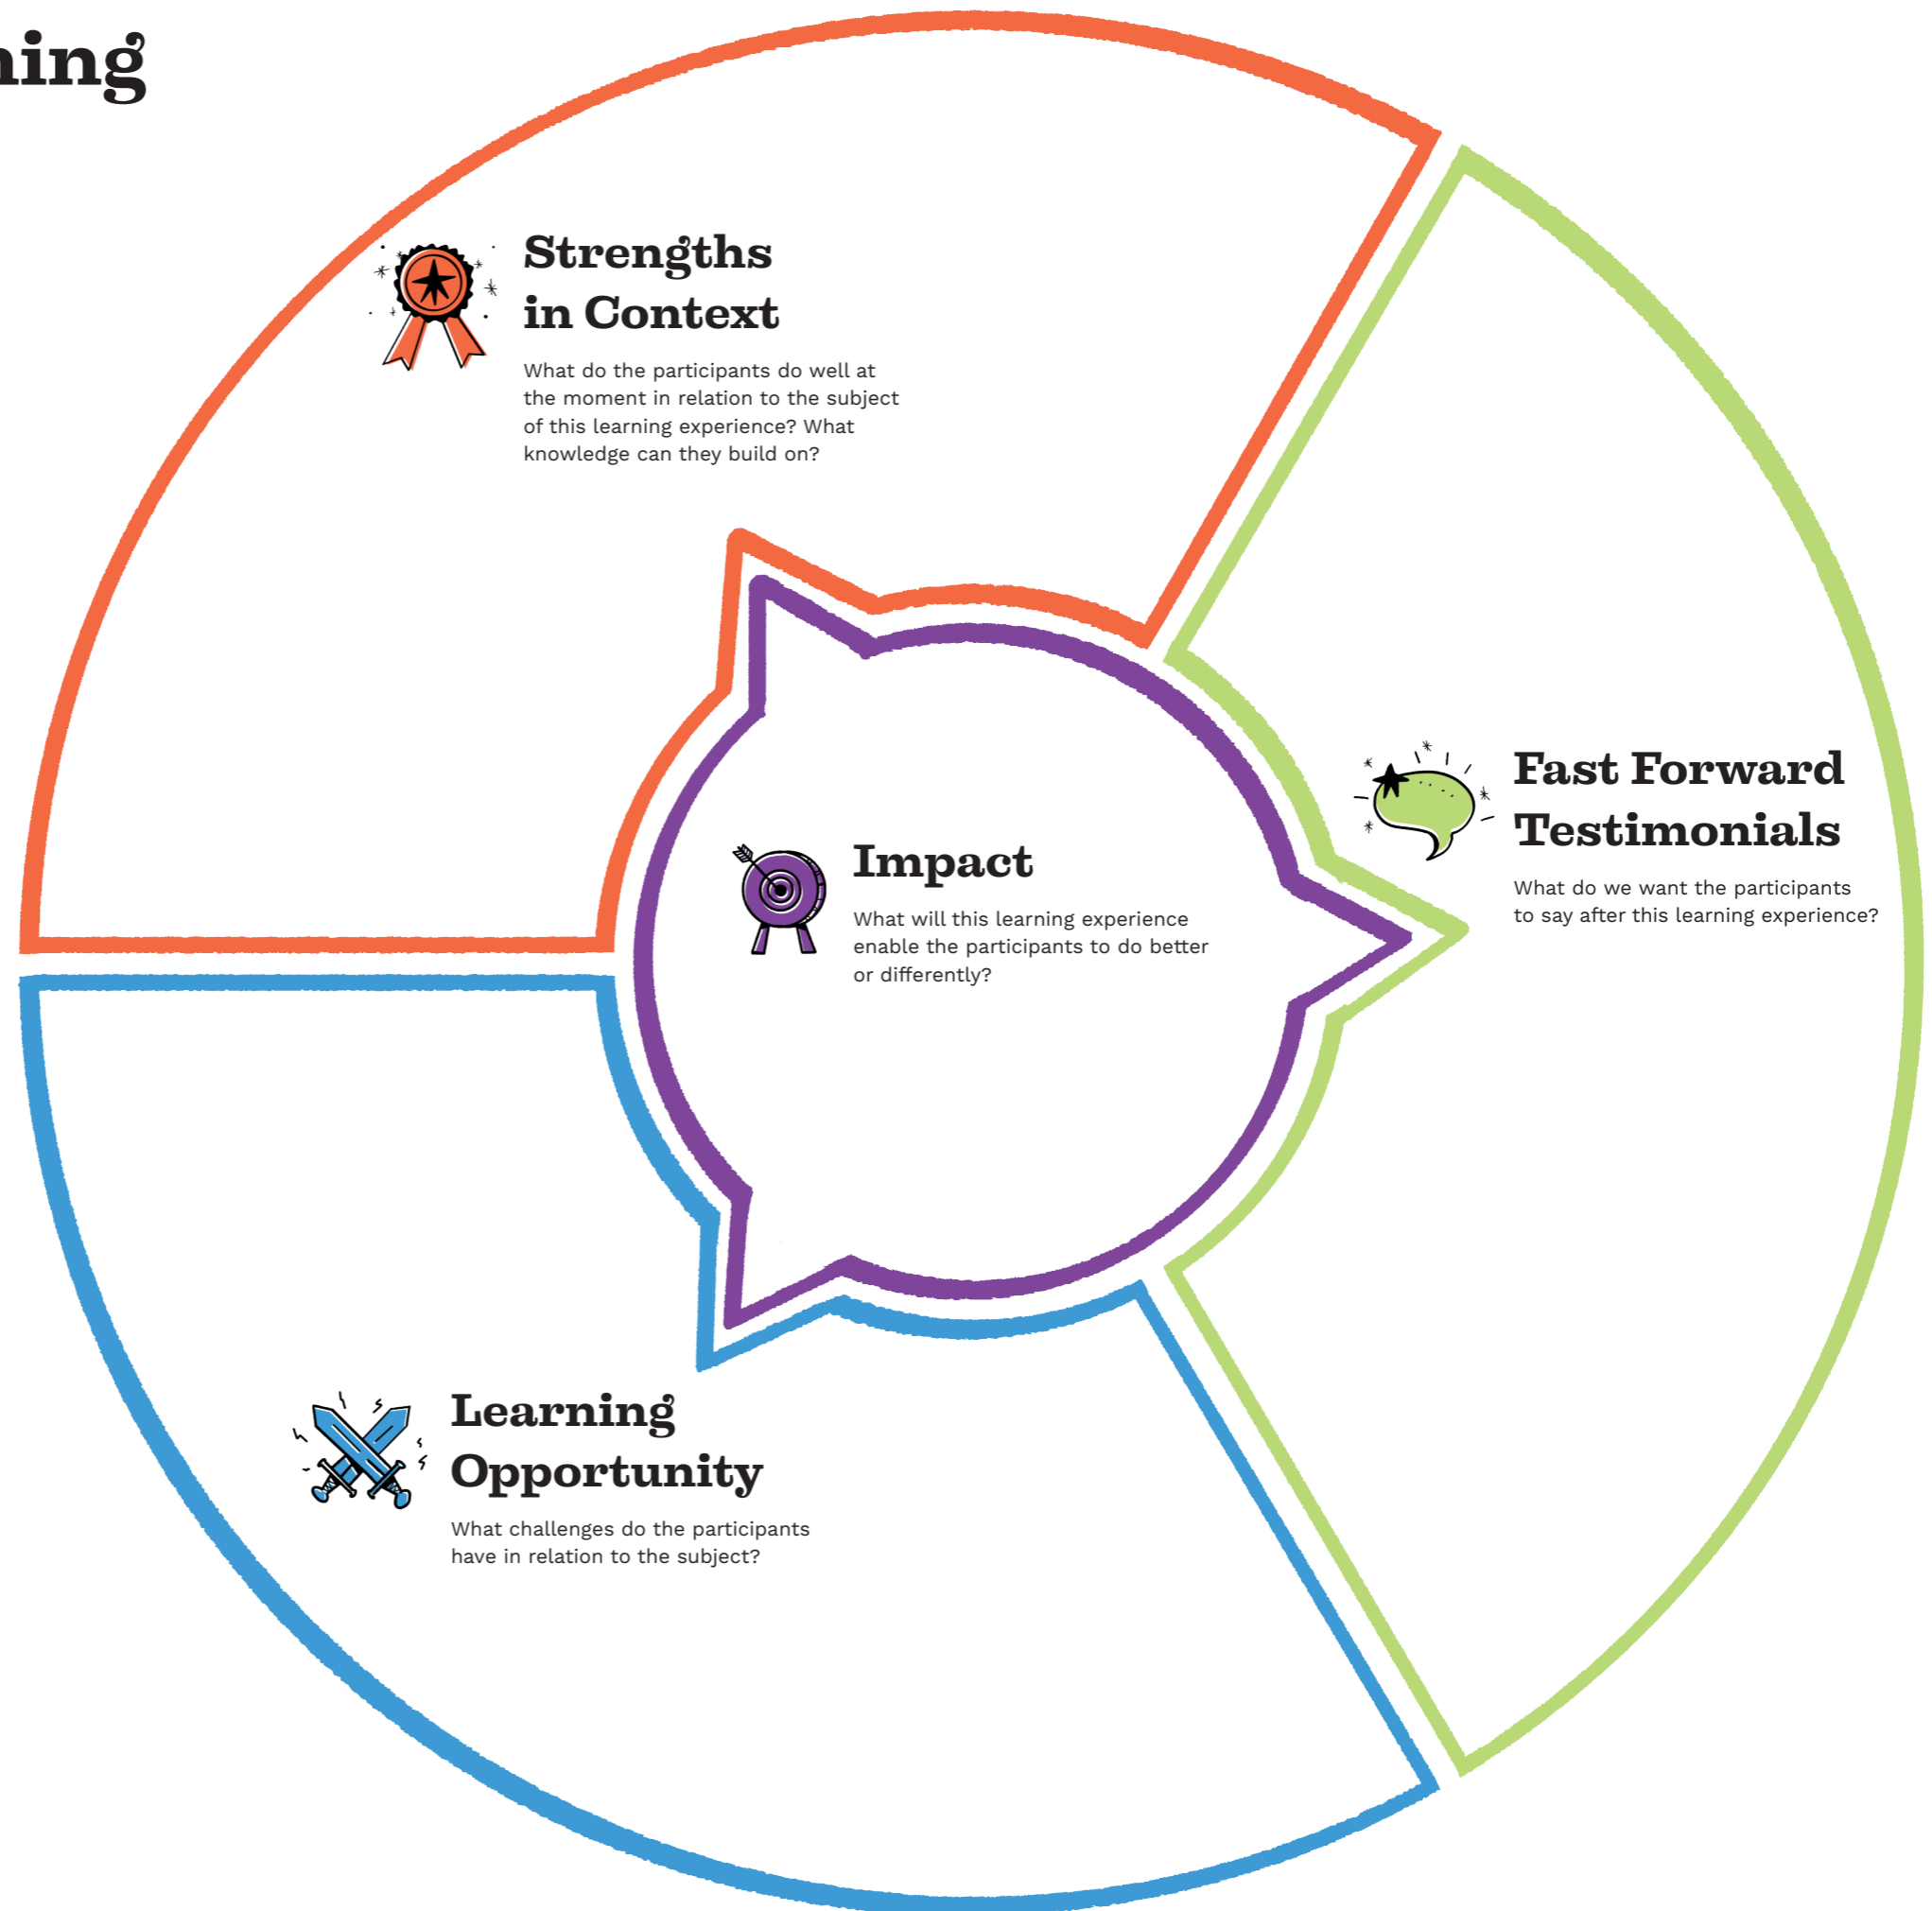 ning
Strengths
in Context
What do the participants do well at
the moment in relation to the subject
of this learning experience? What
knowledge can they build on?
Fast Forward
Testimonials
What do we want the participants
to say after this learning experience?
Impact
What will this learning experience
enable the participants to do better
or differently?
Learning
Opportunity
What challenges do the participants
have in relation to the subject?